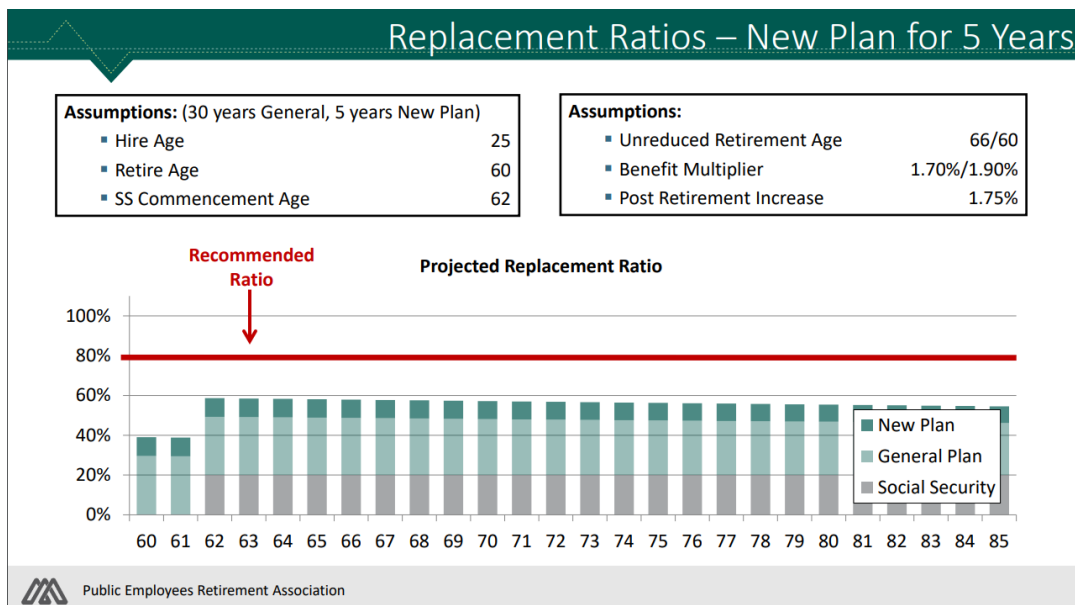 Replacement Ratios – New Plan for 5 Years
Assumptions: (30 years General, 5 years New Plan)
▪ Hire Age 25
▪ Retire Age 60
▪ SS Commencement Age 62
Assumptions:
▪ Unreduced Retirement Age 66/60
▪ Benefit Multiplier 1.70%/1.90%
▪ Post Retirement Increase 1.75%
Recommended
Ratio
Projected Replacement Ratio
100%
80%
60%
40%
20%
0%
New Plan
General Plan
Social Security
60 61 62 63 64 65 66 67 68 69 70 71 72 73 74 75 76 77 78 79 80 81 82 83 84 85
Public Employees Retirement Association